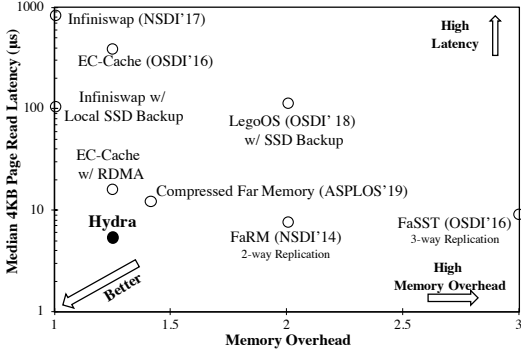 1000
Infiniswap (NSDI'17)
High
Latency
EC-Cache (OSDI'16)
100
Infiniswap w/
Local SSD Backup
LegoOS (OSDI' 18)
w/ SSD Backup
EC-Cache
w/ RDMA
Compressed Far Memory (ASPLOS'19)
10
Hydra
FaRM (NSDI'14)
2-way Replication
FaSST (OSDI'16)
3-way Replication
Better
High
Memory Overhead
1
1
1.5
2
2.5
3
Memory Overhead
Median 4KB Page Read Latency (µs)